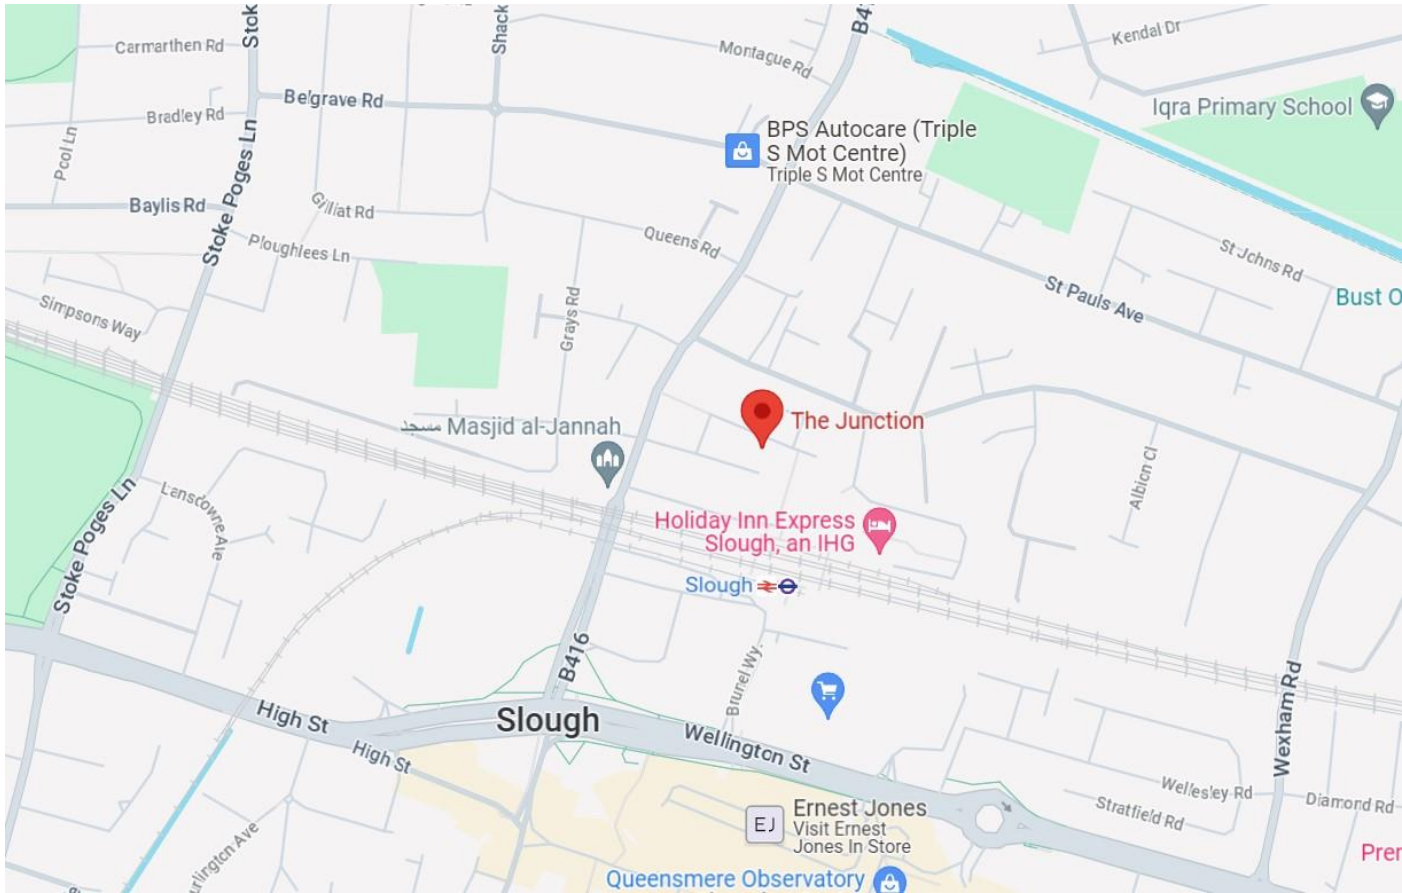 Carmarthen Rd
Stok
Shack
Montague Rd
B41
Kendal Dr
Belgrave Rd
Bradley Rd
Pool Ln
Iqra Primary School
BPS Autocare (Triple
S Mot Centre)
Triple S Mot Centre
Baylis Rd
Stoke Poges Ln
Gilliat Rd
Ploughlees Ln
Queens Rd
St Johns Rd
St Pauls Ave
Bust O
Simpsons Way
Grays Rd
The Junction
مسجد Masjid al-Jannah
Albion Cl
Lansdowne Ave
Stoke Poges Ln
Holiday Inn Express
Slough, an IHG
Slough
B416
Brunel Wy.
High St
Slough
High St
Wellington St
Wexham Rd
Wellesley Rd
Stratfield Rd
Diamond Rd
EJ
Ernest Jones
Visit Ernest
Jones In Store
Prer
Queensmere Observatory